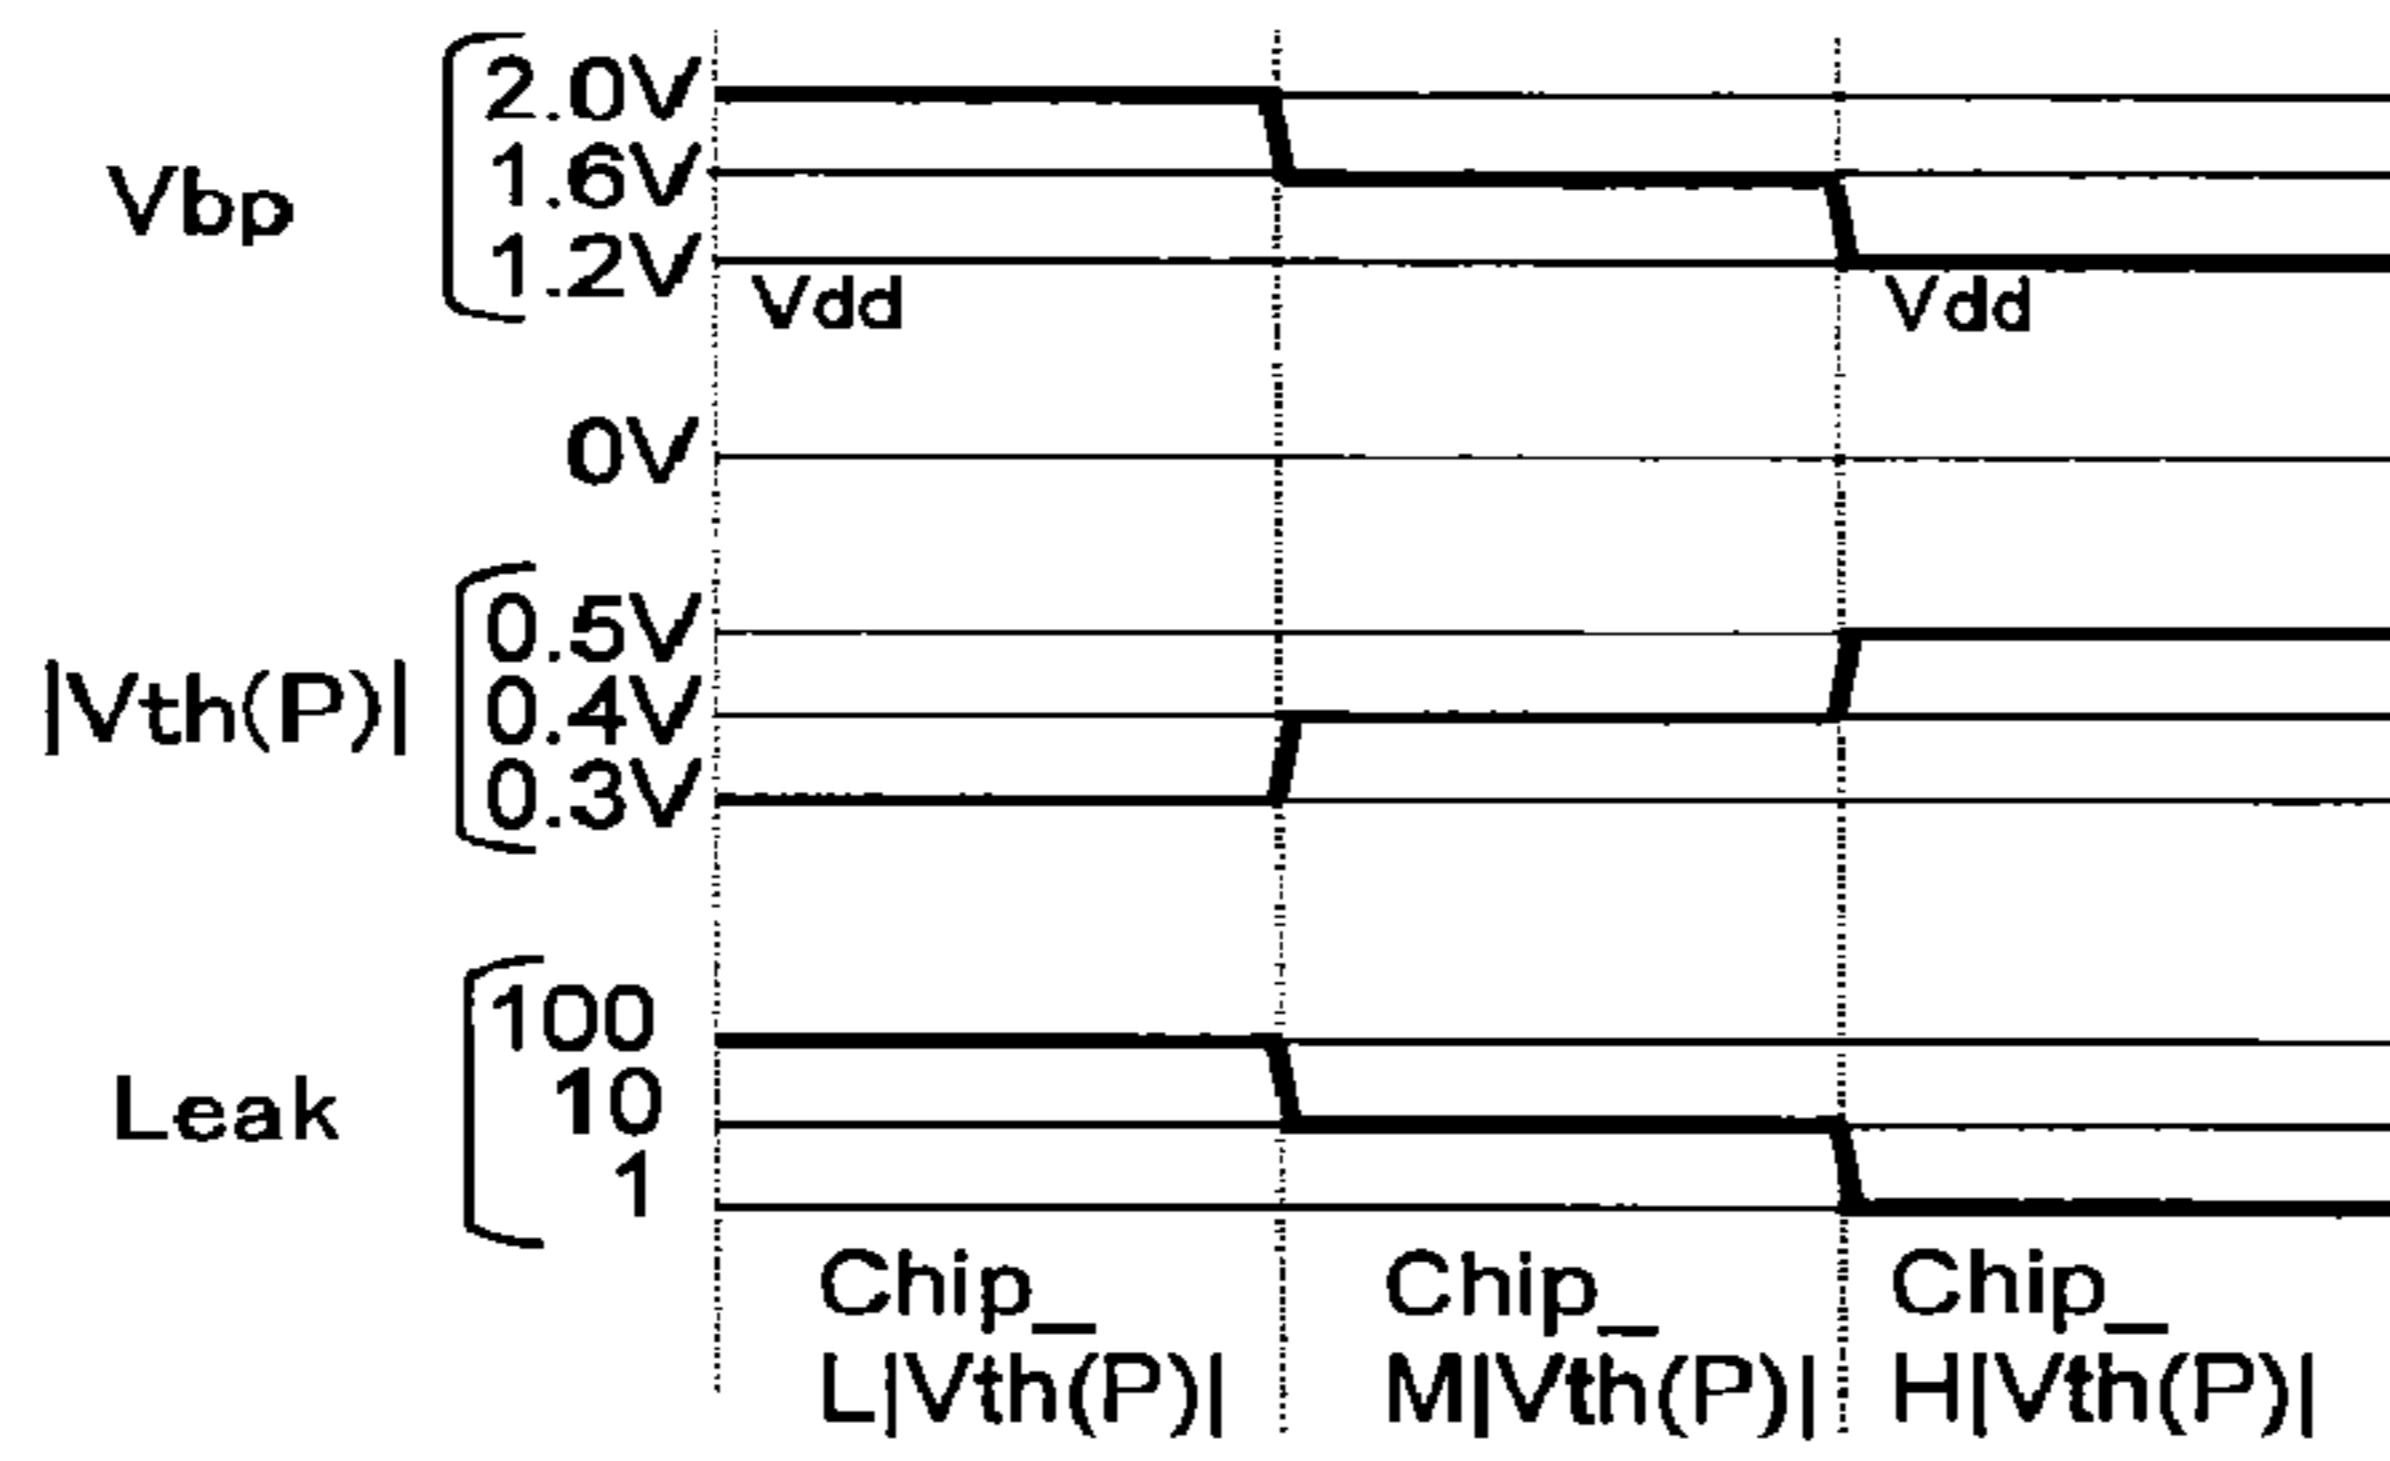 2.0V
1.6V
Vbp
1.2V
Vdd
Vdd
0V
0.5V
|Vth(P)|
0.4V
0.3V
100
Leak
10
1
Chip_
L|Vth(P)|
Chip_
M|Vth(P)|
Chip_
H|Vth(P)|